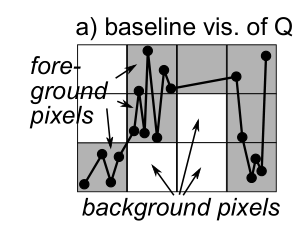 a) baseline vis. of Q
fore-
ground
pixels
background pixels